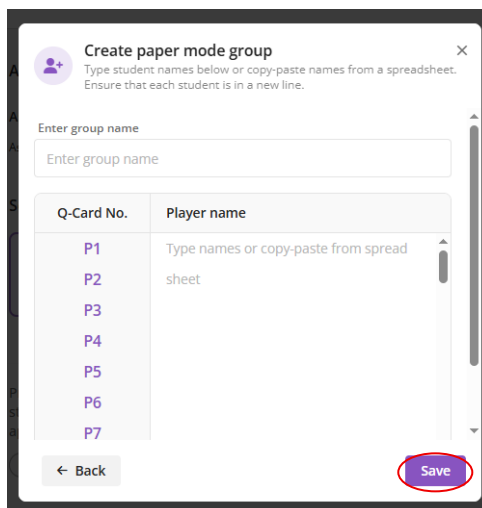 Create paper mode group
Type student names below or copy-paste names from a spreadsheet.
Ensure that each student is in a new line.
Enter group name
Enter group name
Q-Card No. Player name
P1 Type names or copy-paste from spread
P2 sheet
P3
P4
P5
P6
P7
← Back Save